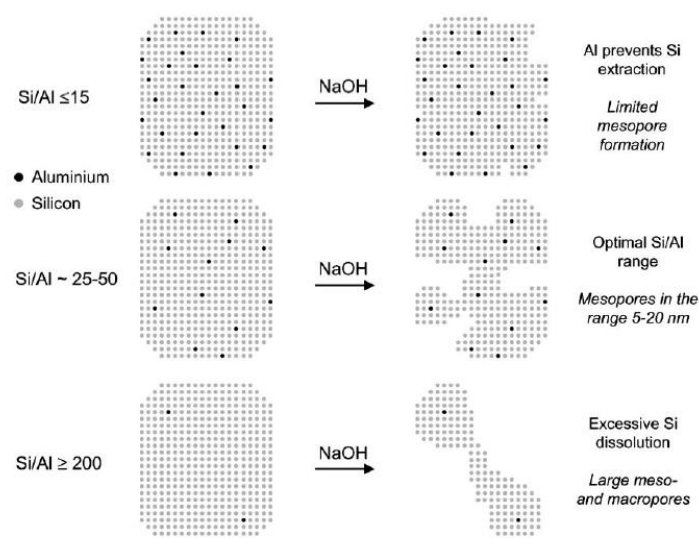 Si/Al ≤15
NaOH
Al prevents Si
extraction
Limited
mesopore
formation
Aluminium
Silicon
Si/Al ~ 25-50
NaOH
Optimal Si/Al
range
Mesopores in the
range 5-20 nm
Si/Al ≥ 200
NaOH
Excessive Si
dissolution
Large meso-
and macropores